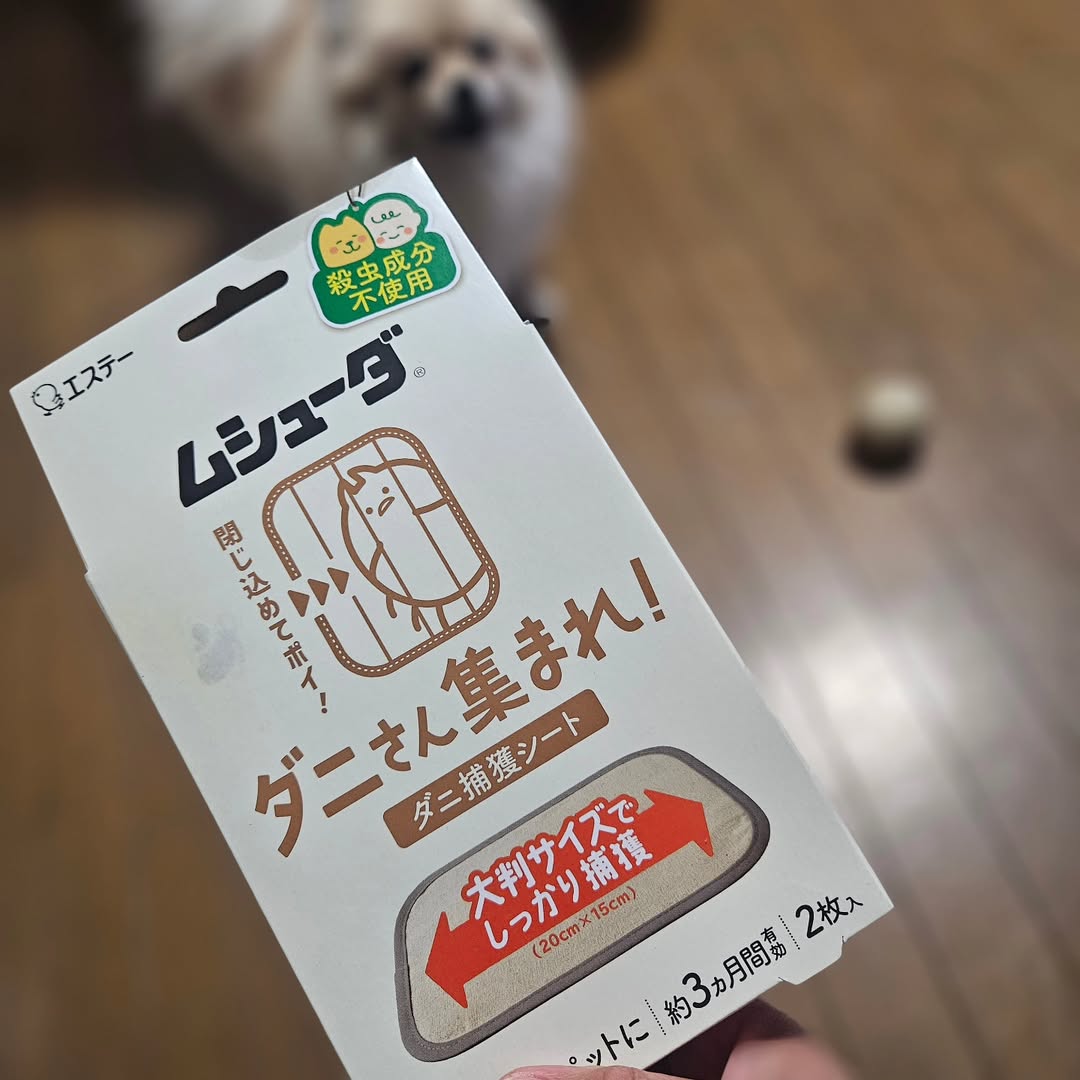 殺虫成分
不使用
エステー
ムシューダ®
閉じ込めてポイ!
ダニさん集まれ!
ダニ捕獲シート
大判サイズで
しっかり捕獲
(20cm×15cm)
ペットに 約3ヵ月間有効 2枚入